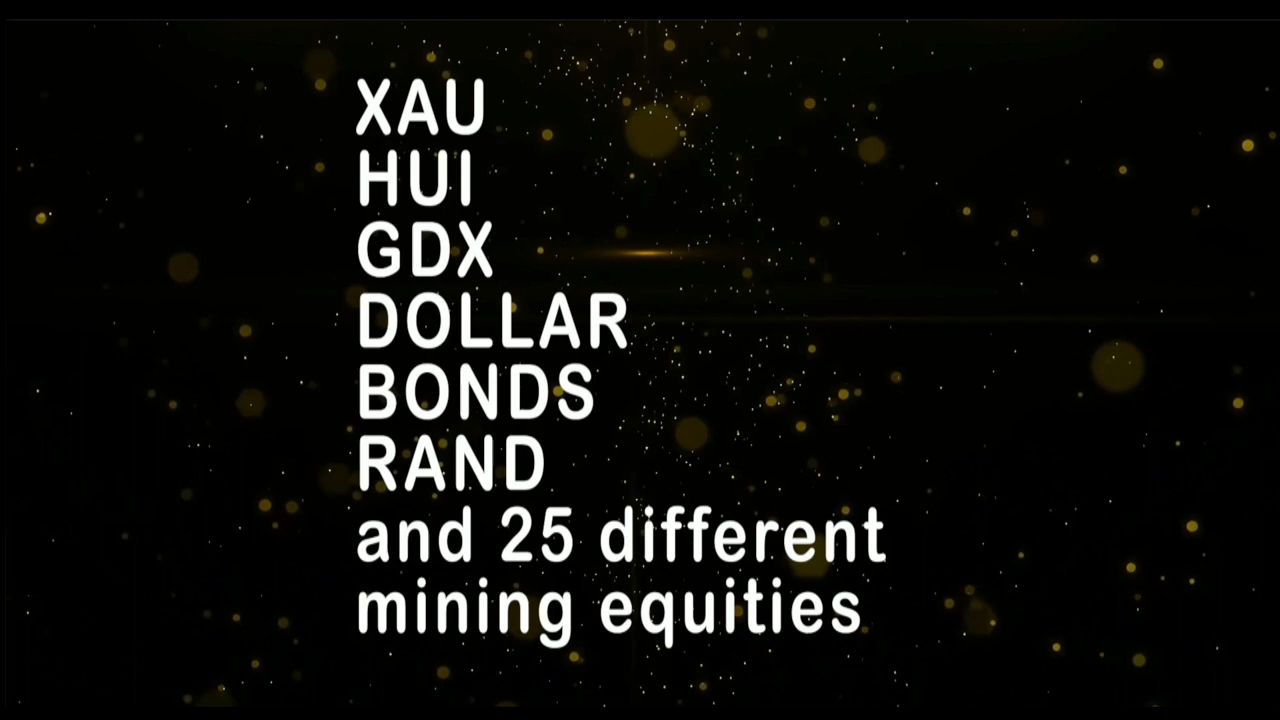 XAU
HUI
GDX
DOLLAR
BONDS
RAND
and 25 different
mining equities